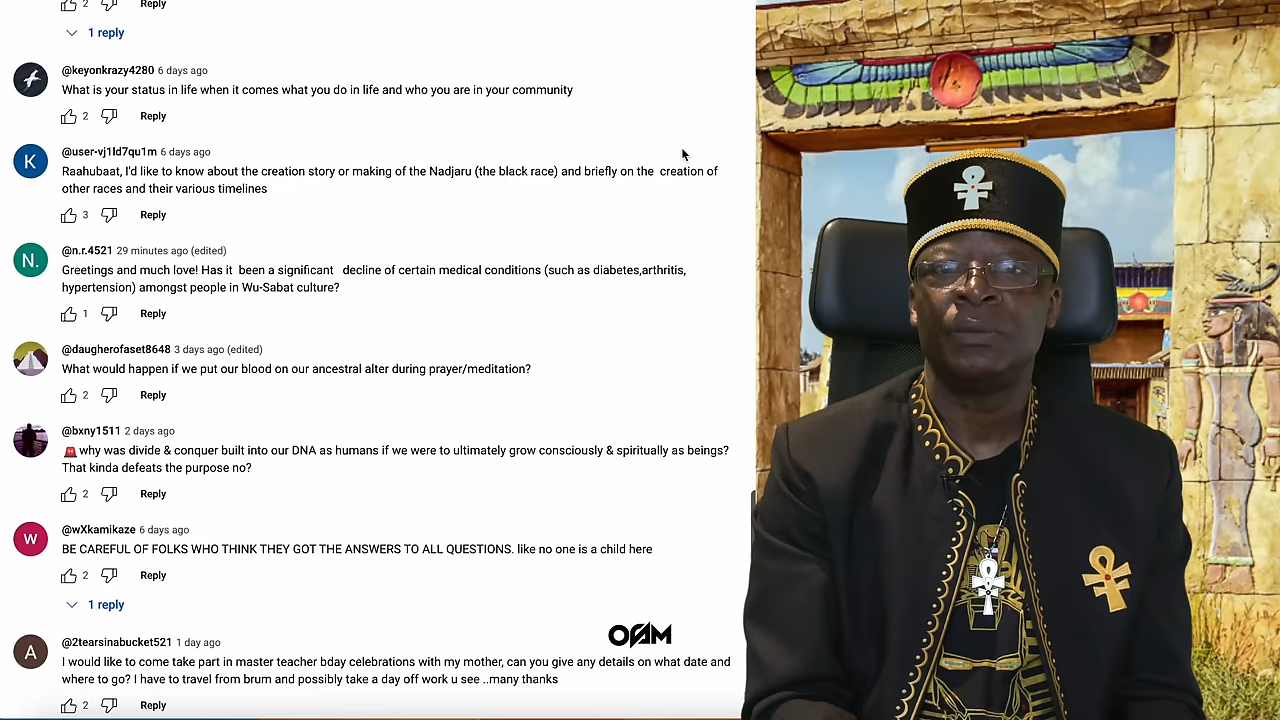 2 Reply
1 reply
@keyonkrazy4280 6 days ago
What is your status in life when it comes what you do in life and who you are in your community
2 Reply
K
@user-vj1ld7qu1m 6 days ago
Raahubaat, I'd like to know about the creation story or making of the Nadjaru (the black race) and briefly on the creation of
other races and their various timelines
3 Reply
N.
@n.r.4521 29 minutes ago (edited)
Greetings and much love! Has it been a significant decline of certain medical conditions (such as diabetes,arthritis,
hypertension) amongst people in Wu-Sabat culture?
1 Reply
@daugherofaset8648 3 days ago (edited)
What would happen if we put our blood on our ancestral alter during prayer/meditation?
2 Reply
@bxny1511 2 days ago
🚨 why was divide & conquer built into our DNA as humans if we were to ultimately grow consciously & spiritually as beings?
That kinda defeats the purpose no?
2 Reply
W
@wXkamikaze 6 days ago
BE CAREFUL OF FOLKS WHO THINK THEY GOT THE ANSWERS TO ALL QUESTIONS. like no one is a child here
2 Reply
1 reply
OFAM
A
@2tearsinabucket521 1 day ago
I would like to come take part in master teacher bday celebrations with my mother, can you give any details on what date and
where to go? I have to travel from brum and possibly take a day off work u see ..many thanks
2 Reply